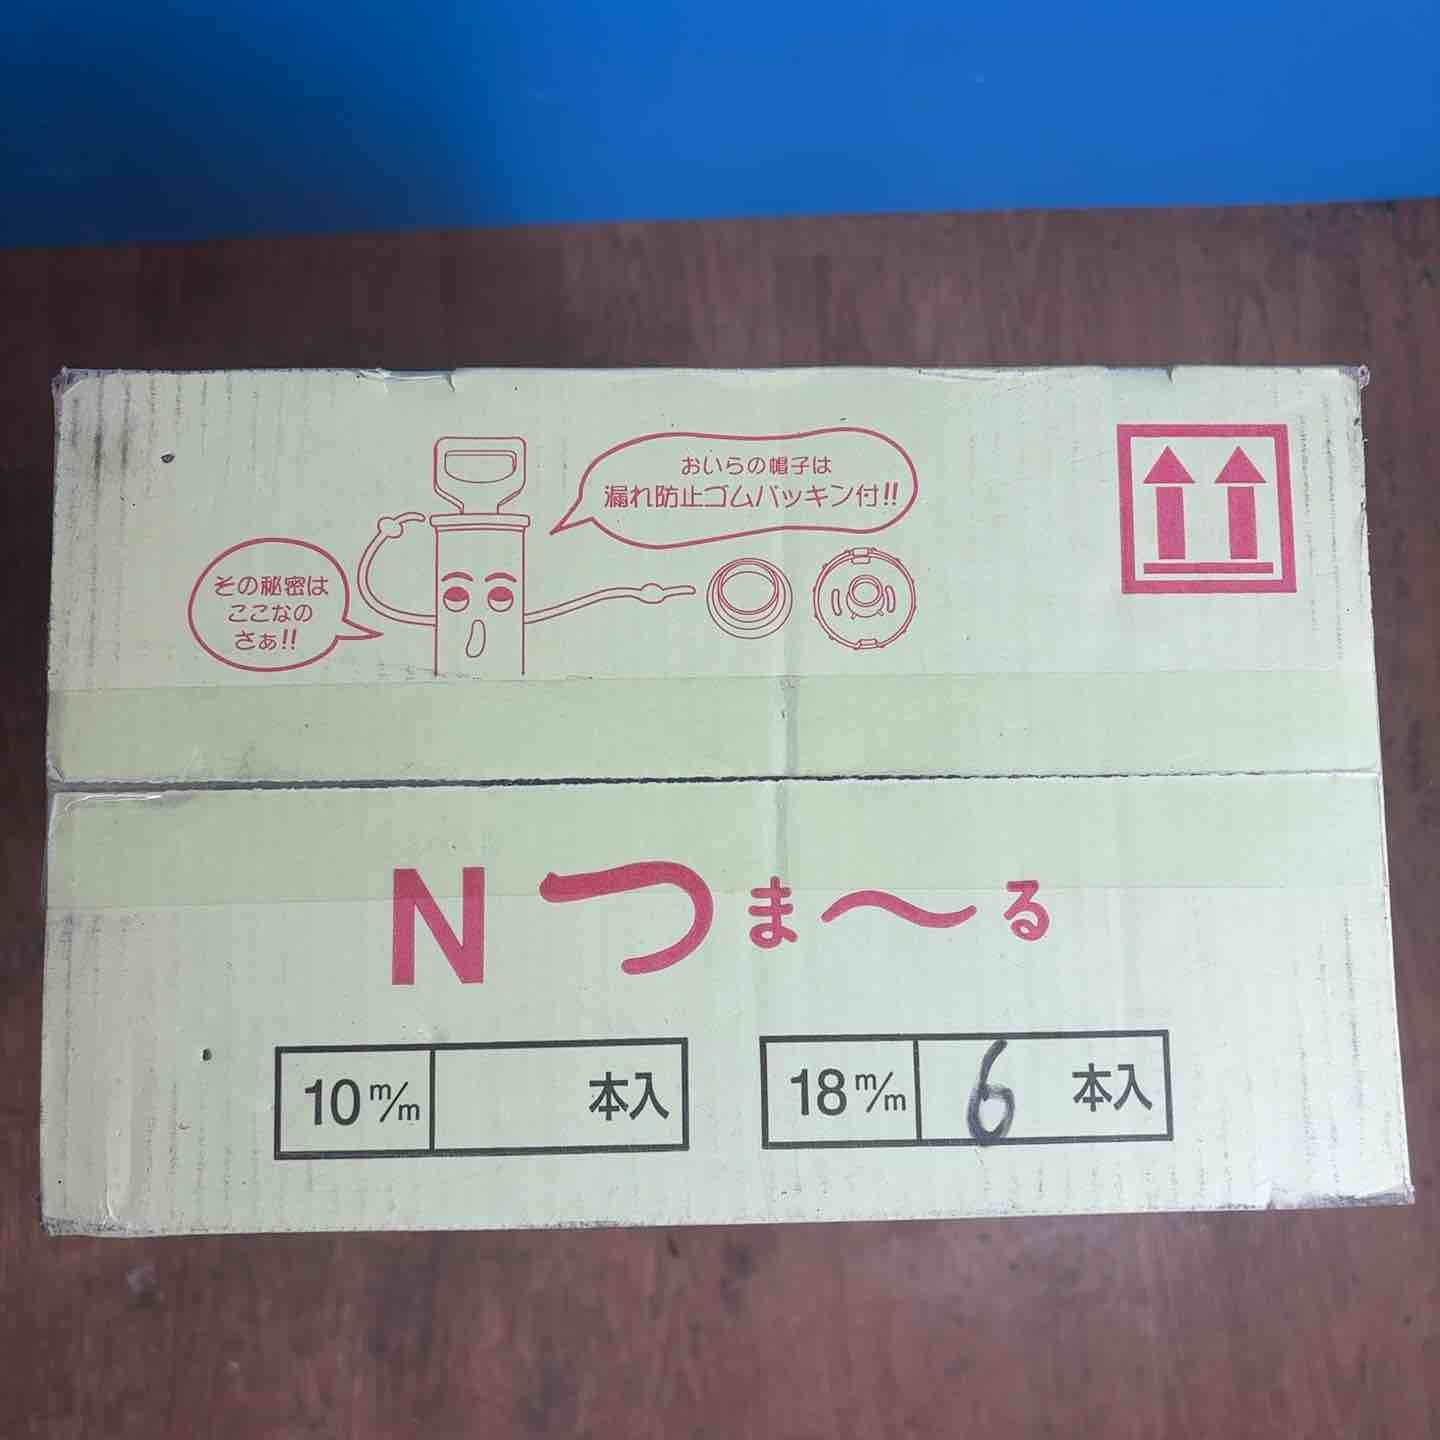 おいらの帽子は
漏れ防止ゴムパッキン付!!
その秘密は
ここなの
さぁ!!
Nつま〜る
10 m/m 本入
18 m/m 6 本入